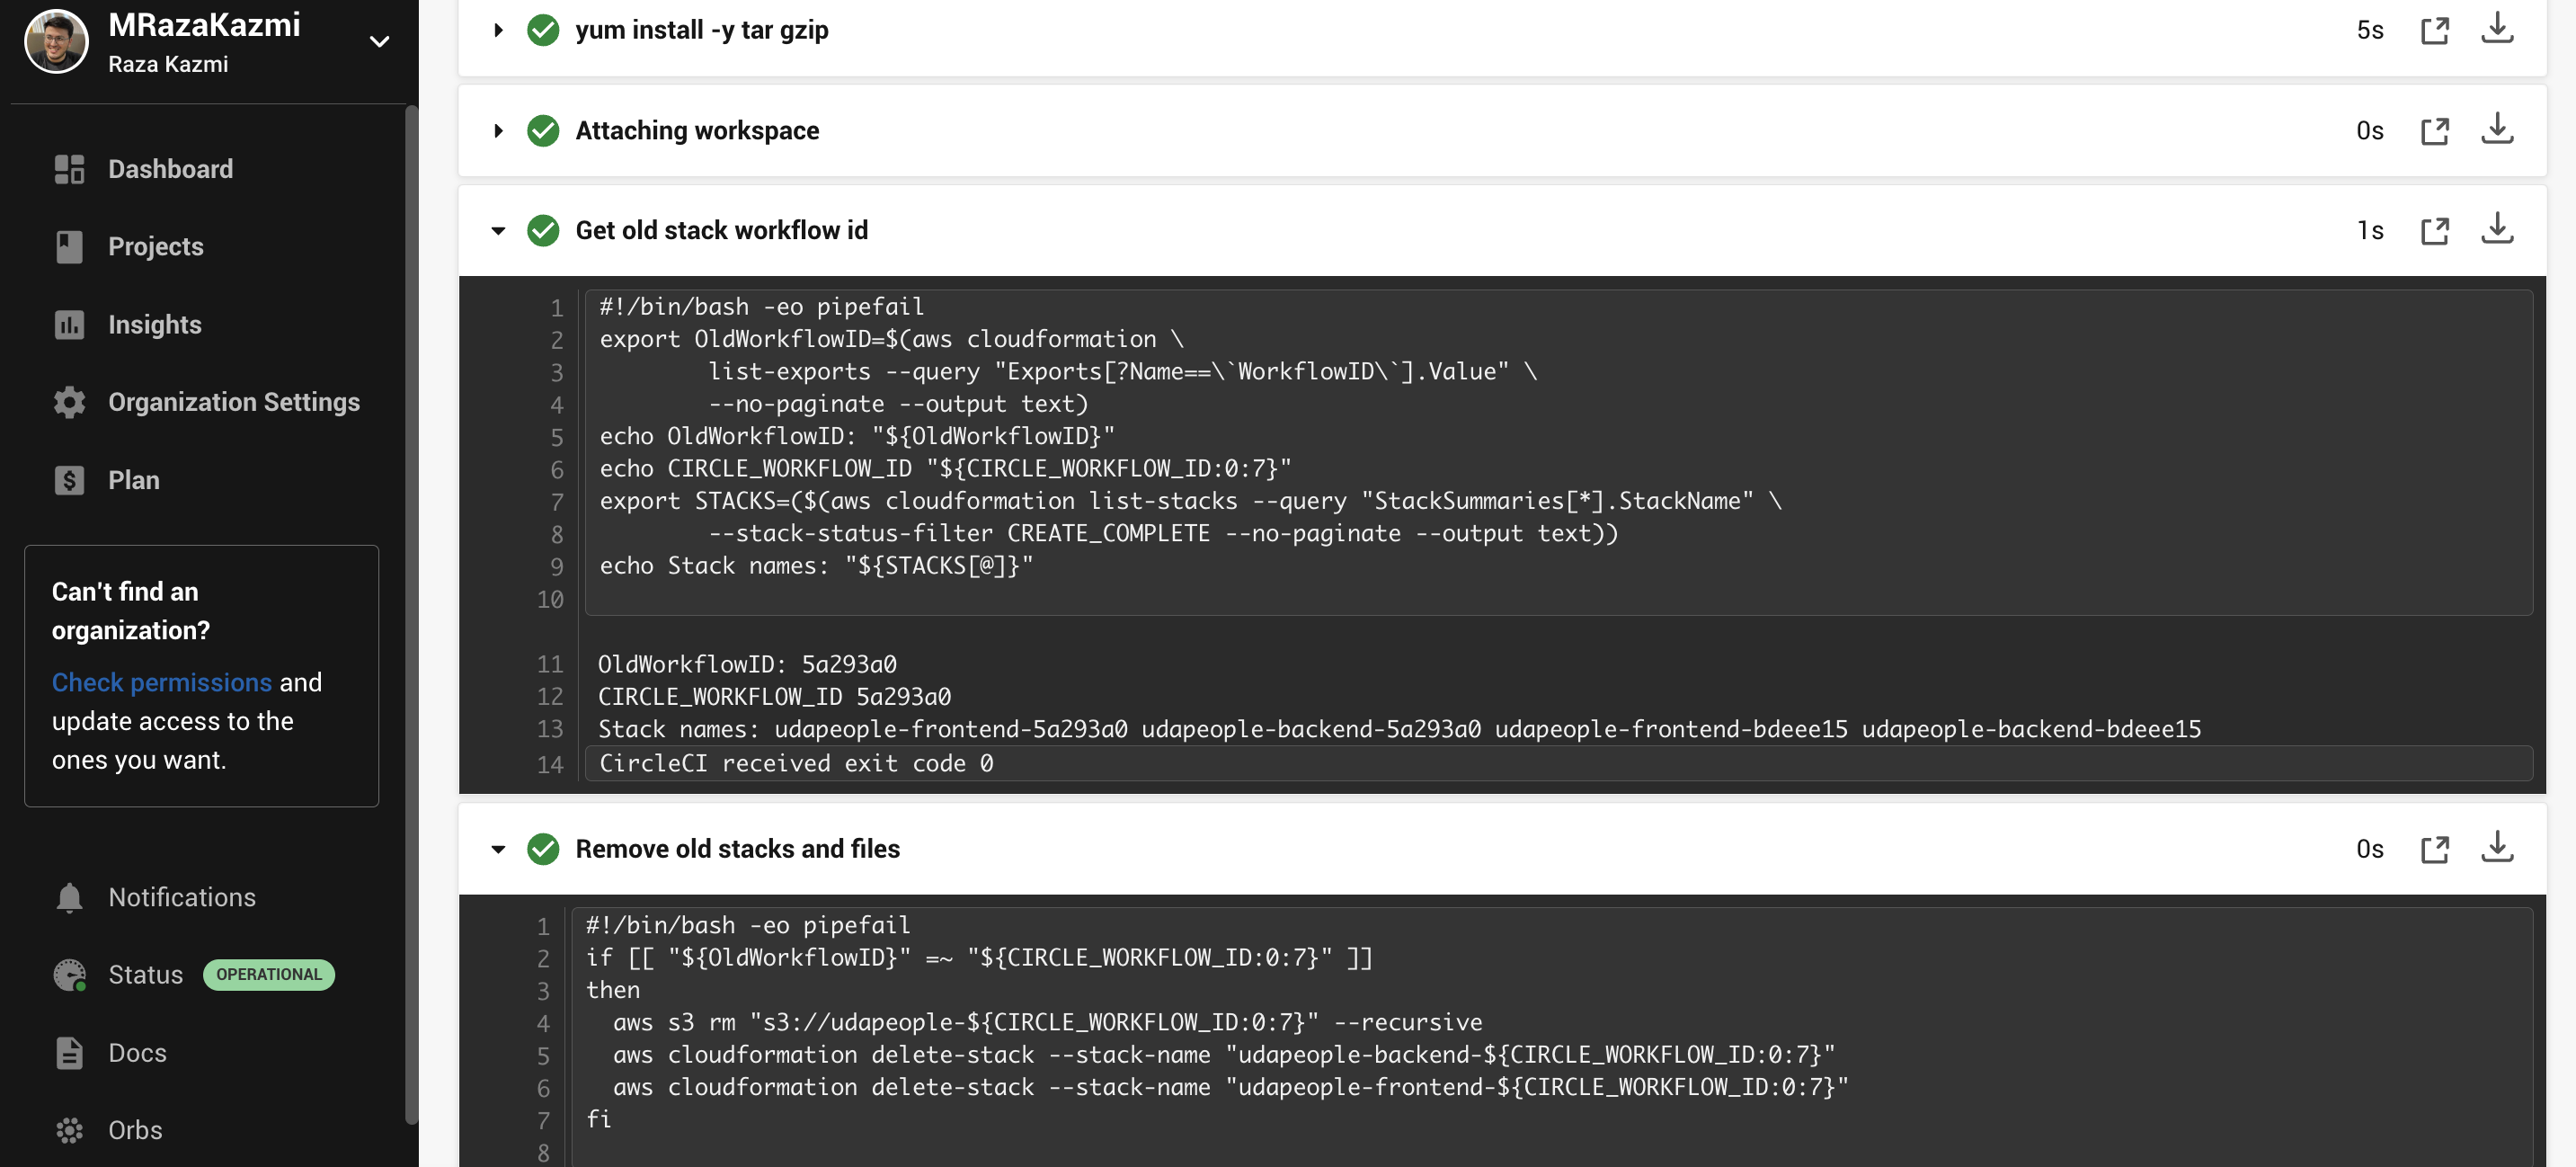 MRazaKazmi
Raza Kazmi
Dashboard
Projects
Insights
Organization Settings
Plan
Can't find an
organization?
Check permissions and
update access to the
ones you want.
Notifications
Status OPERATIONAL
Docs
Orbs
yum install -y tar gzip 5s
Attaching workspace 0s
Get old stack workflow id 1s
1 #!/bin/bash -eo pipefail
2 export OldWorkflowID=$(aws cloudformation \
3 list-exports --query "Exports[?Name==\`WorkflowID\`].Value" \
4 --no-paginate --output text)
5 echo OldWorkflowID: "${OldWorkflowID}"
6 echo CIRCLE_WORKFLOW_ID "${CIRCLE_WORKFLOW_ID:0:7}"
7 export STACKS=($(aws cloudformation list-stacks --query "StackSummaries[*].StackName" \
8 --stack-status-filter CREATE_COMPLETE --no-paginate --output text))
9 echo Stack names: "${STACKS[@]}"
10
11 OldWorkflowID: 5a293a0
12 CIRCLE_WORKFLOW_ID 5a293a0
13 Stack names: udapeople-frontend-5a293a0 udapeople-backend-5a293a0 udapeople-frontend-bdeee15 udapeople-backend-bdeee15
14 CircleCI received exit code 0
Remove old stacks and files 0s
1 #!/bin/bash -eo pipefail
2 if [[ "${OldWorkflowID}" =~ "${CIRCLE_WORKFLOW_ID:0:7}" ]]
3 then
4 aws s3 rm "s3://udapeople-${CIRCLE_WORKFLOW_ID:0:7}" --recursive
5 aws cloudformation delete-stack --stack-name "udapeople-backend-${CIRCLE_WORKFLOW_ID:0:7}"
6 aws cloudformation delete-stack --stack-name "udapeople-frontend-${CIRCLE_WORKFLOW_ID:0:7}"
7 fi
8